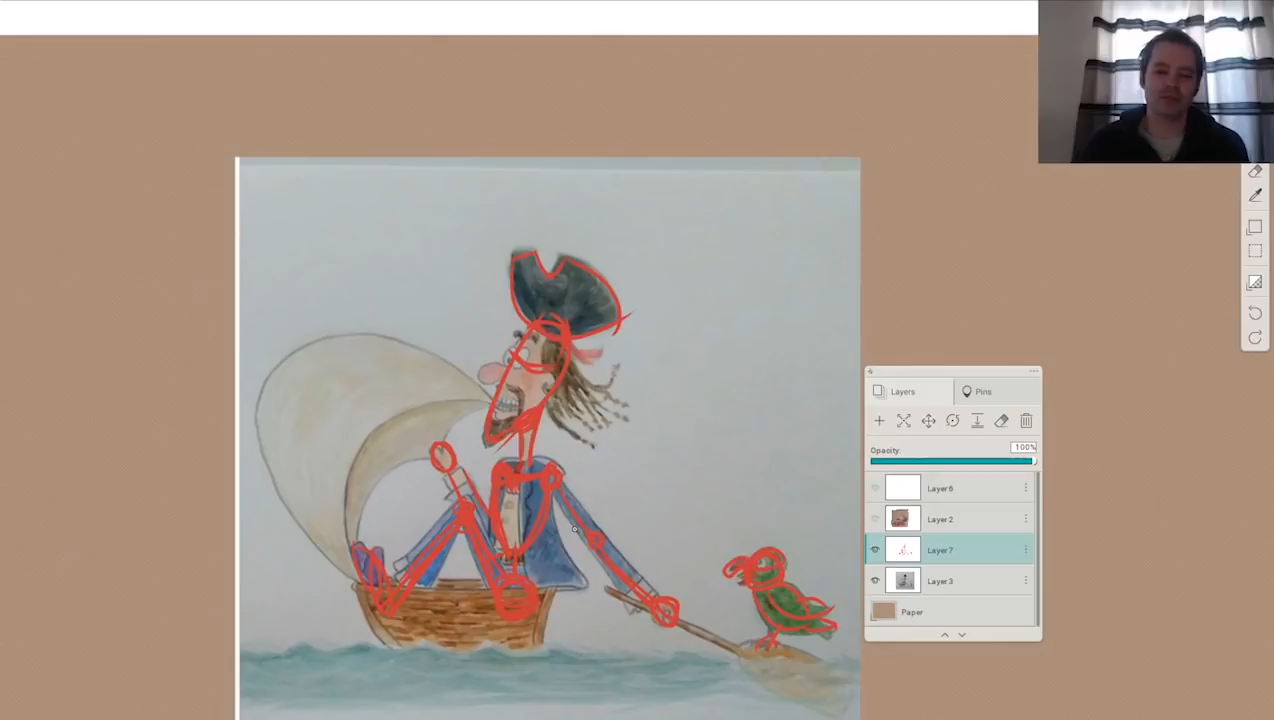 Layers
Pins
Opacity:
100%
Layer 6
Layer 2
Layer 7
Layer 3
Paper